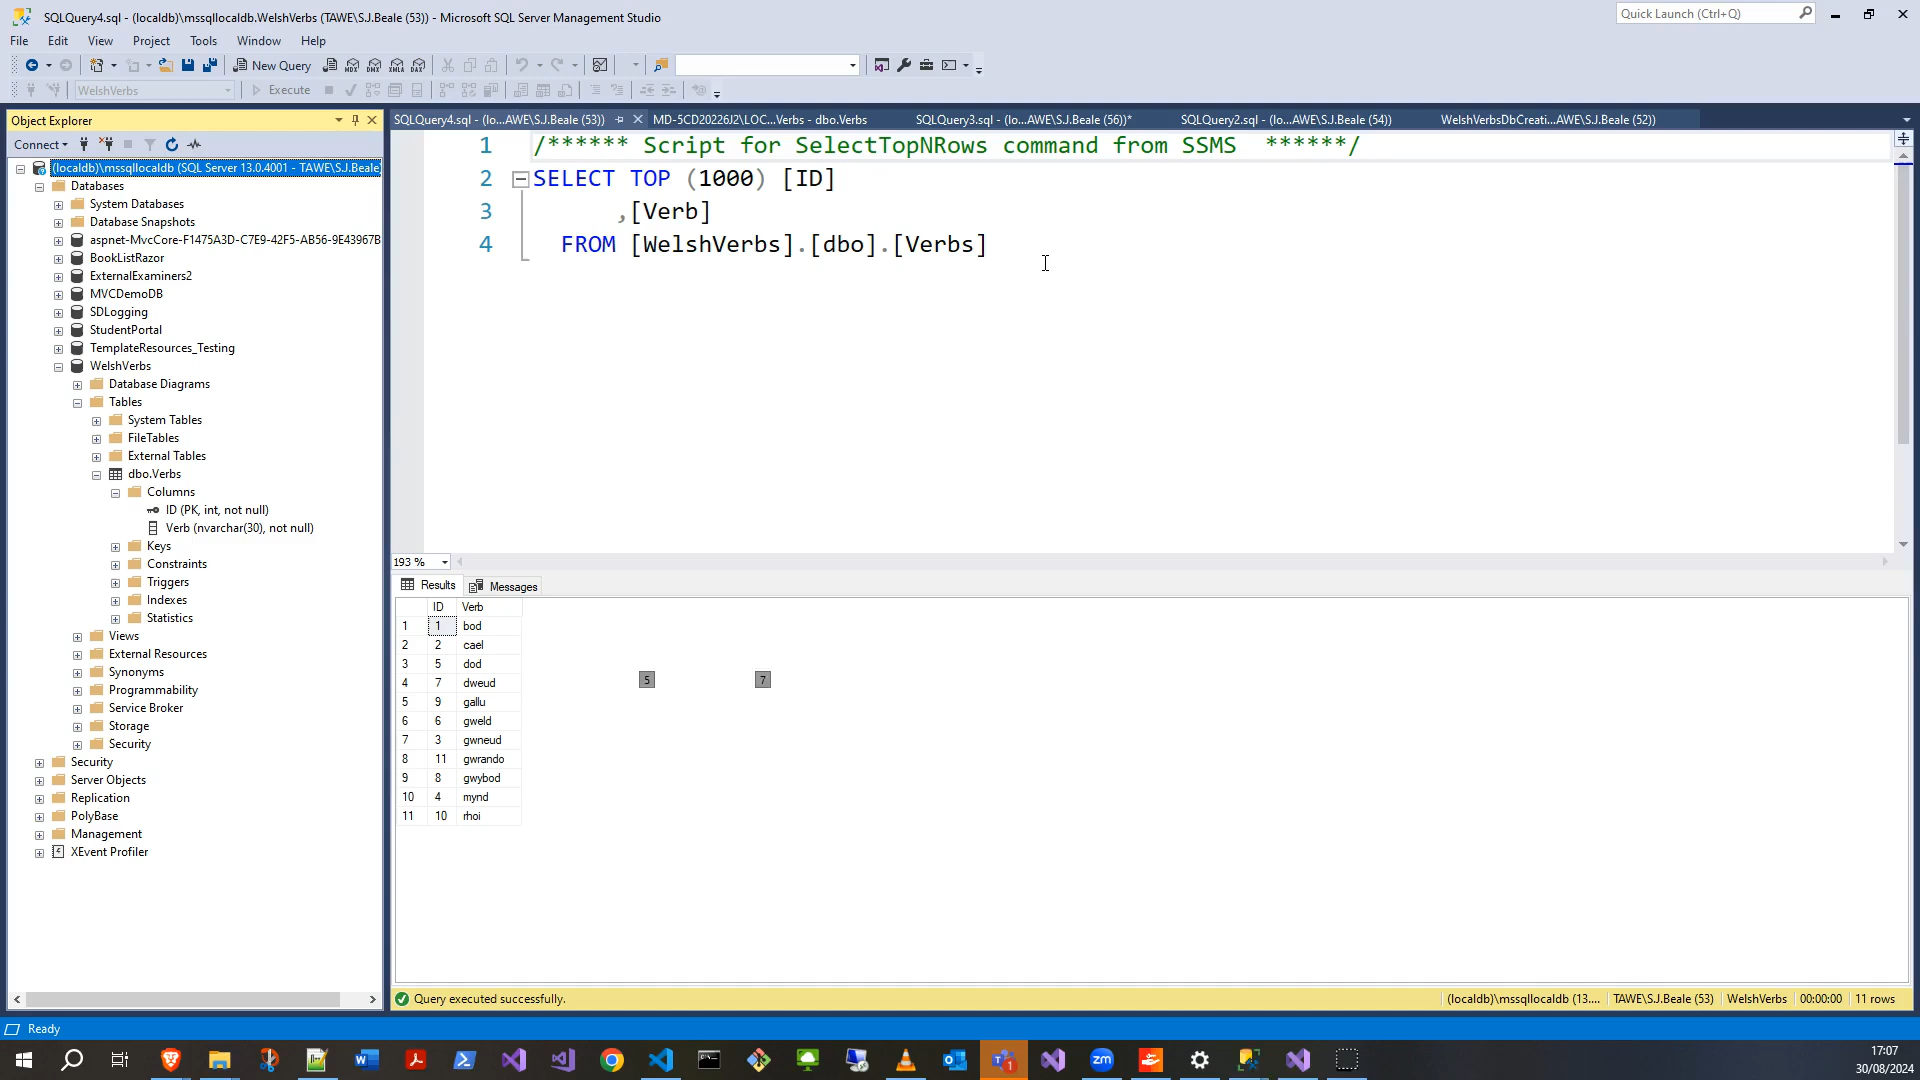 SQLQuery4.sql - (localdb)\mssqllocaldb.WelshVerbs (TAWE\S.J.Beale (53)) - Microsoft SQL Server Management Studio
Quick Launch (Ctrl+Q)
File Edit View Project Tools Window Help
New Query
WelshVerbs
Execute
Object Explorer
SQLQuery4.sql - (lo...AWE\S.J.Beale (53))
MD-5CD20226J2\LOC...Verbs - dbo.Verbs
SQLQuery3.sql - (lo...AWE\S.J.Beale (56))*
SQLQuery2.sql - (lo...AWE\S.J.Beale (54))
WelshVerbsDbCreati...AWE\S.J.Beale (52))
Connect
(localdb)\mssqllocaldb (SQL Server 13.0.4001 - TAWE\S.J.Beale
Databases
System Databases
Database Snapshots
aspnet-MvcCore-F1475A3D-C7E9-42F5-AB56-9E43967B
BookListRazor
ExternalExaminers2
MVCDemoDB
SDLogging
StudentPortal
TemplateResources_Testing
WelshVerbs
Database Diagrams
Tables
System Tables
FileTables
External Tables
dbo.Verbs
Columns
ID (PK, int, not null)
Verb (nvarchar(30), not null)
Keys
Constraints
Triggers
Indexes
Statistics
Views
External Resources
Synonyms
Programmability
Service Broker
Storage
Security
Security
Server Objects
Replication
PolyBase
Management
XEvent Profiler
1 /****** Script for SelectTopNRows command from SSMS ******/
2 SELECT TOP (1000) [ID]
3 ,[Verb]
4 FROM [WelshVerbs].[dbo].[Verbs]
193 %
Results Messages
ID Verb
1 1 bod
2 2 cael
3 5 dod
4 7 dweud
5 9 gallu
6 6 gweld
7 3 gwneud
8 11 gwrando
9 8 gwybod
10 4 mynd
11 10 rhoi
5 7
Query executed successfully.
(localdb)\mssqllocaldb (13.... TAWE\S.J.Beale (53) WelshVerbs 00:00:00 11 rows
Ready
17:07
30/08/2024